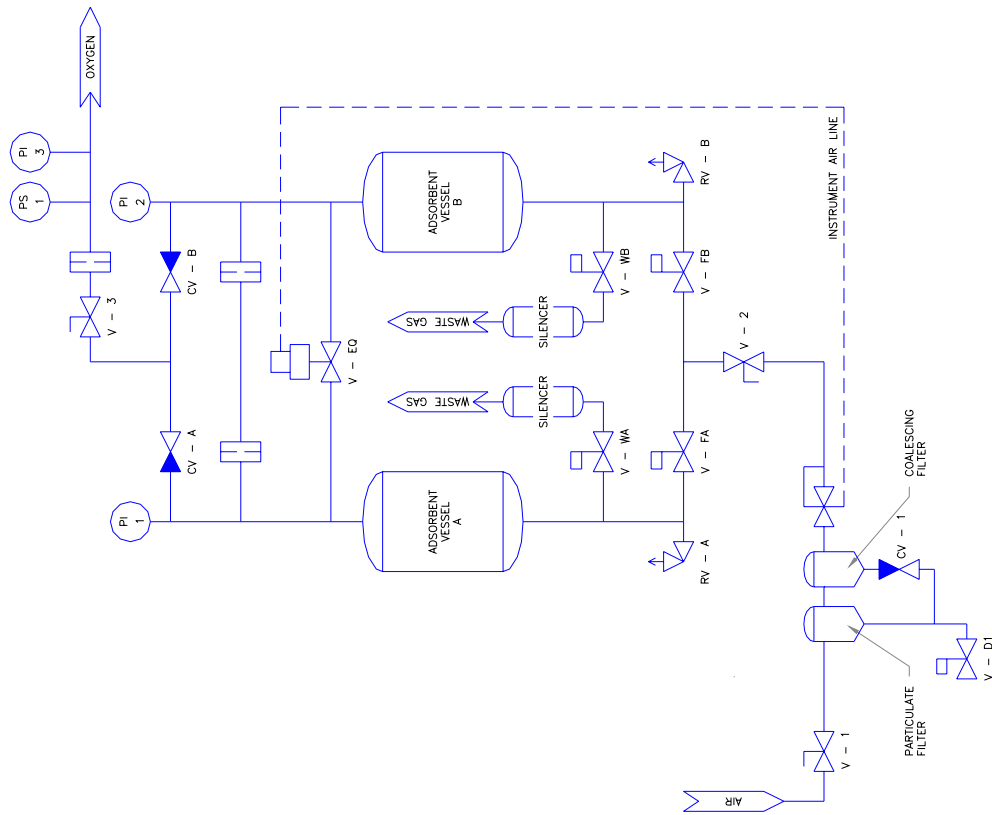 OXYGEN
PI
3
PS
1
PI
2
V - 3
CV - B
CV - A
PI
1
V - EQ
INSTRUMENT AIR LINE
ADSORBENT
VESSEL
B
ADSORBENT
VESSEL
A
WASTE GAS
WASTE GAS
SILENCER
SILENCER
V - WB
V - WA
RV - B
V - FB
V - FA
RV - A
V - 2
COALESCING
FILTER
CV - 1
V - D1
PARTICULATE
FILTER
V - 1
AIR